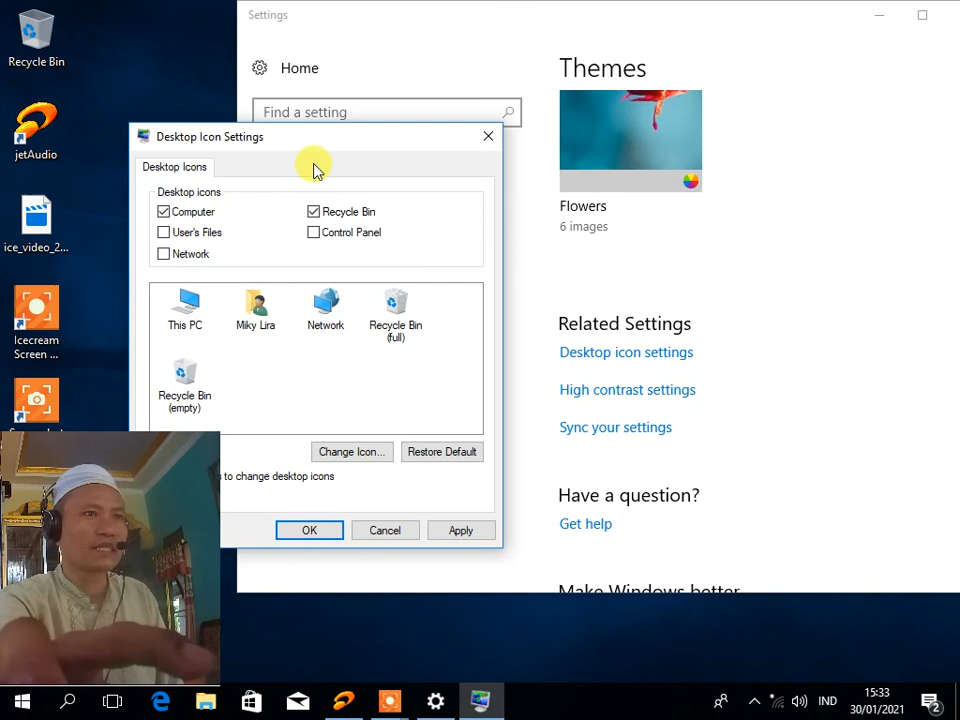 Recycle Bin
jetAudio
ice_video_2...
Icecream
Screen ...
Settings
Home
Find a setting
Themes
Flowers
6 images
Related Settings
Desktop icon settings
High contrast settings
Sync your settings
Have a question?
Get help
Make Windows better
Desktop Icon Settings
Desktop Icons
Desktop icons
Computer
Recycle Bin
User's Files
Control Panel
Network
This PC
Miky Lira
Network
Recycle Bin
(full)
Recycle Bin
(empty)
Change Icon...
Restore Default
s to change desktop icons
OK
Cancel
Apply
IND
15:33
30/01/2021
2